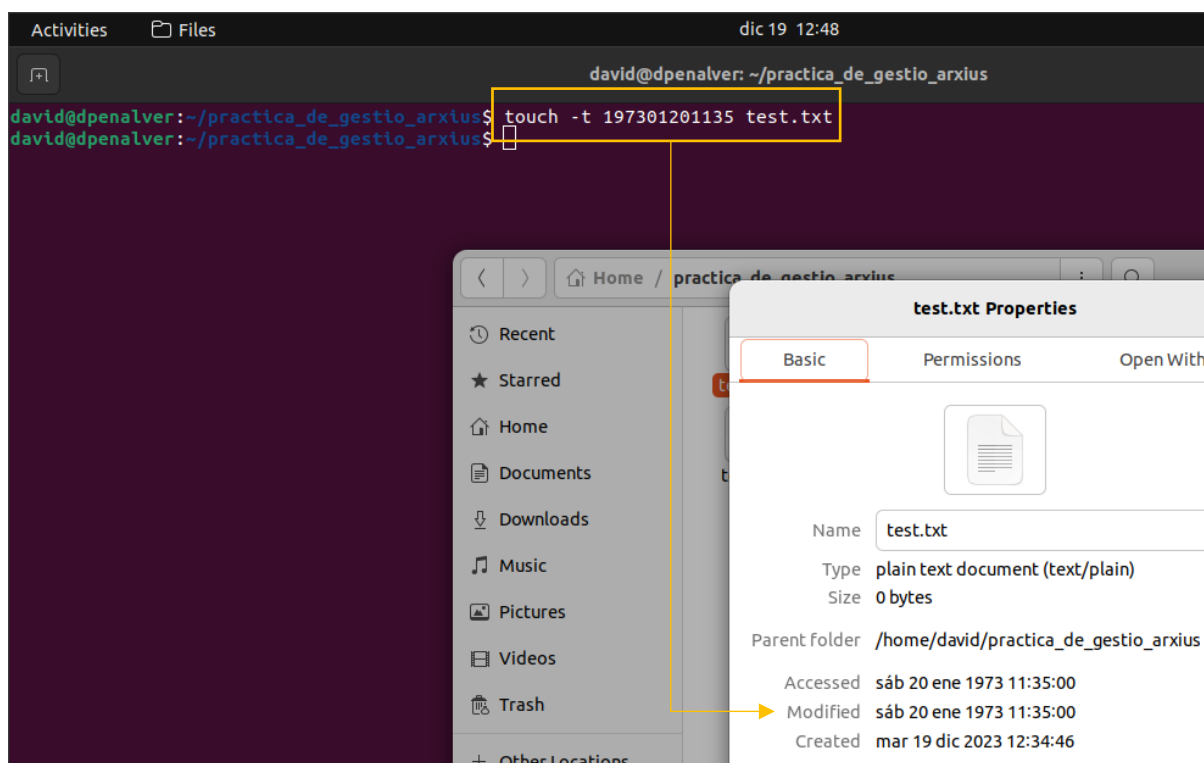 Activities Files dic 19 12:48
david@dpenalver: ~/practica_de_gestio_arxius
david@dpenalver:~/practica_de_gestio_arxius$ touch -t 197301201135 test.txt
david@dpenalver:~/practica_de_gestio_arxius$
Home / practica_de_gestio_arxius
Recent
Starred
Home
Documents
Downloads
Music
Pictures
Videos
Trash
+ Other Locations
test.txt Properties
Basic Permissions Open With
Name test.txt
Type plain text document (text/plain)
Size 0 bytes
Parent folder /home/david/practica_de_gestio_arxius
Accessed sáb 20 ene 1973 11:35:00
Modified sáb 20 ene 1973 11:35:00
Created mar 19 dic 2023 12:34:46